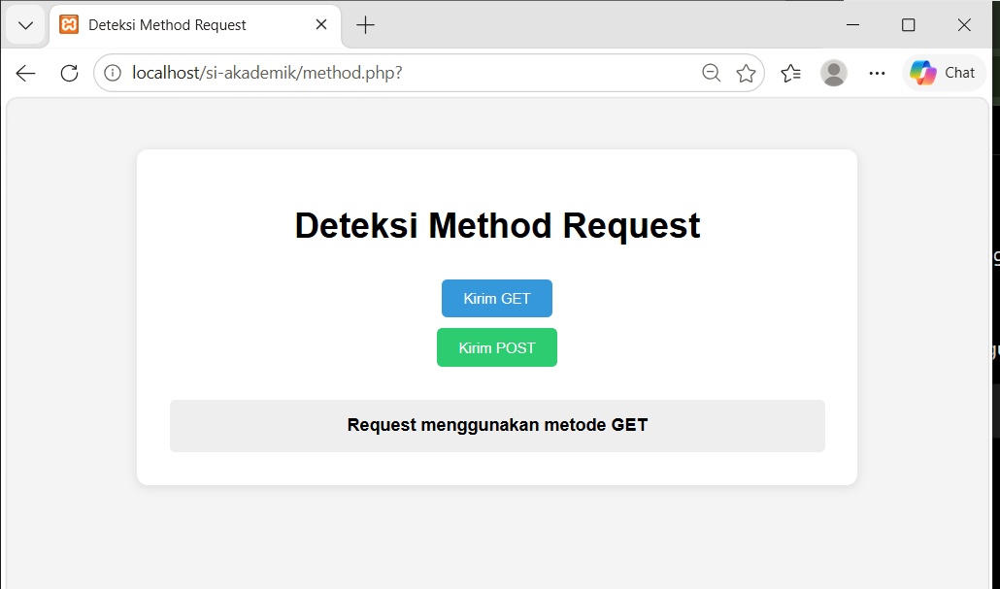 Deteksi Method Request
localhost/si-akademik/method.php?
Chat
Deteksi Method Request
Kirim GET
Kirim POST
Request menggunakan metode GET